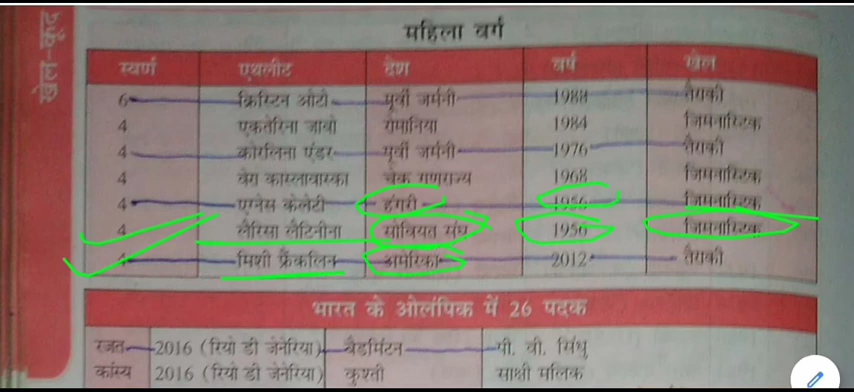 खेल-कूद
महिला वर्ग
स्वर्ण एथलीट देश वर्ष खेल
6 क्रिस्टिन ओटो पूर्वी जर्मनी 1988 तैराकी
4 एकतेरिना जाबो रोमानिया 1984 जिमनास्टिक
4 कोरलिना एंडर पूर्वी जर्मनी 1976 तैराकी
4 वेरा कास्लावास्का चेक गणराज्य 1968 जिमनास्टिक
4 एग्नेस केलेटी हंगरी 1956 जिमनास्टिक
4 लैरिसा लैटिनीना सोवियत संघ 1956 जिमनास्टिक
4 मिशी फ्रैंकलिन अमेरिका 2012 तैराकी
भारत के ओलंपिक में 26 पदक
रजत 2016 (रियो डी जेनेरिया) बैडमिंटन पी. वी. सिंधु
कांस्य 2016 (रियो डी जेनेरिया) कुश्ती साक्षी मलिक